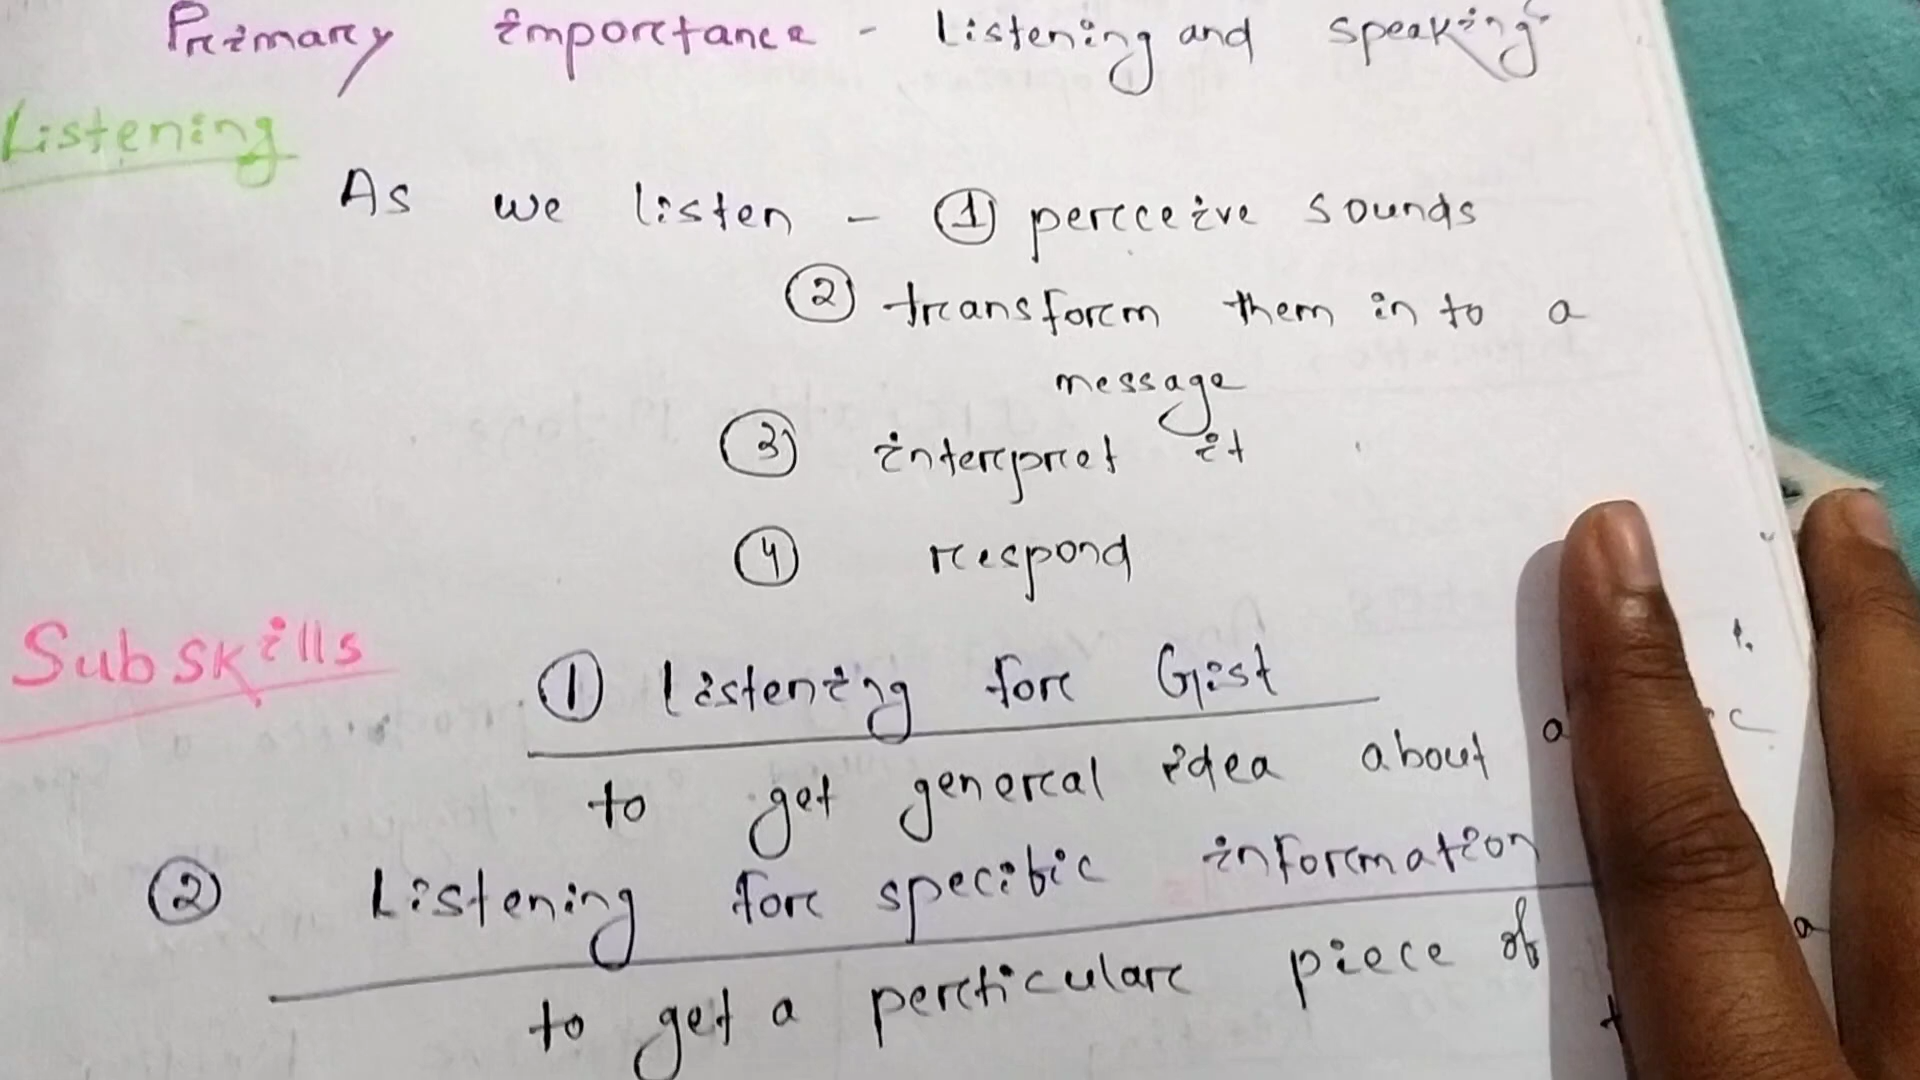 Primary importance - Listening and speaking
Listening
As we listen - ① perceive sounds
② transform them in to a
message
③ interpret it
④ respond
Subskills
① Listening for Gist
to get general idea about a
② Listening for specific information
to get a perticular piece of